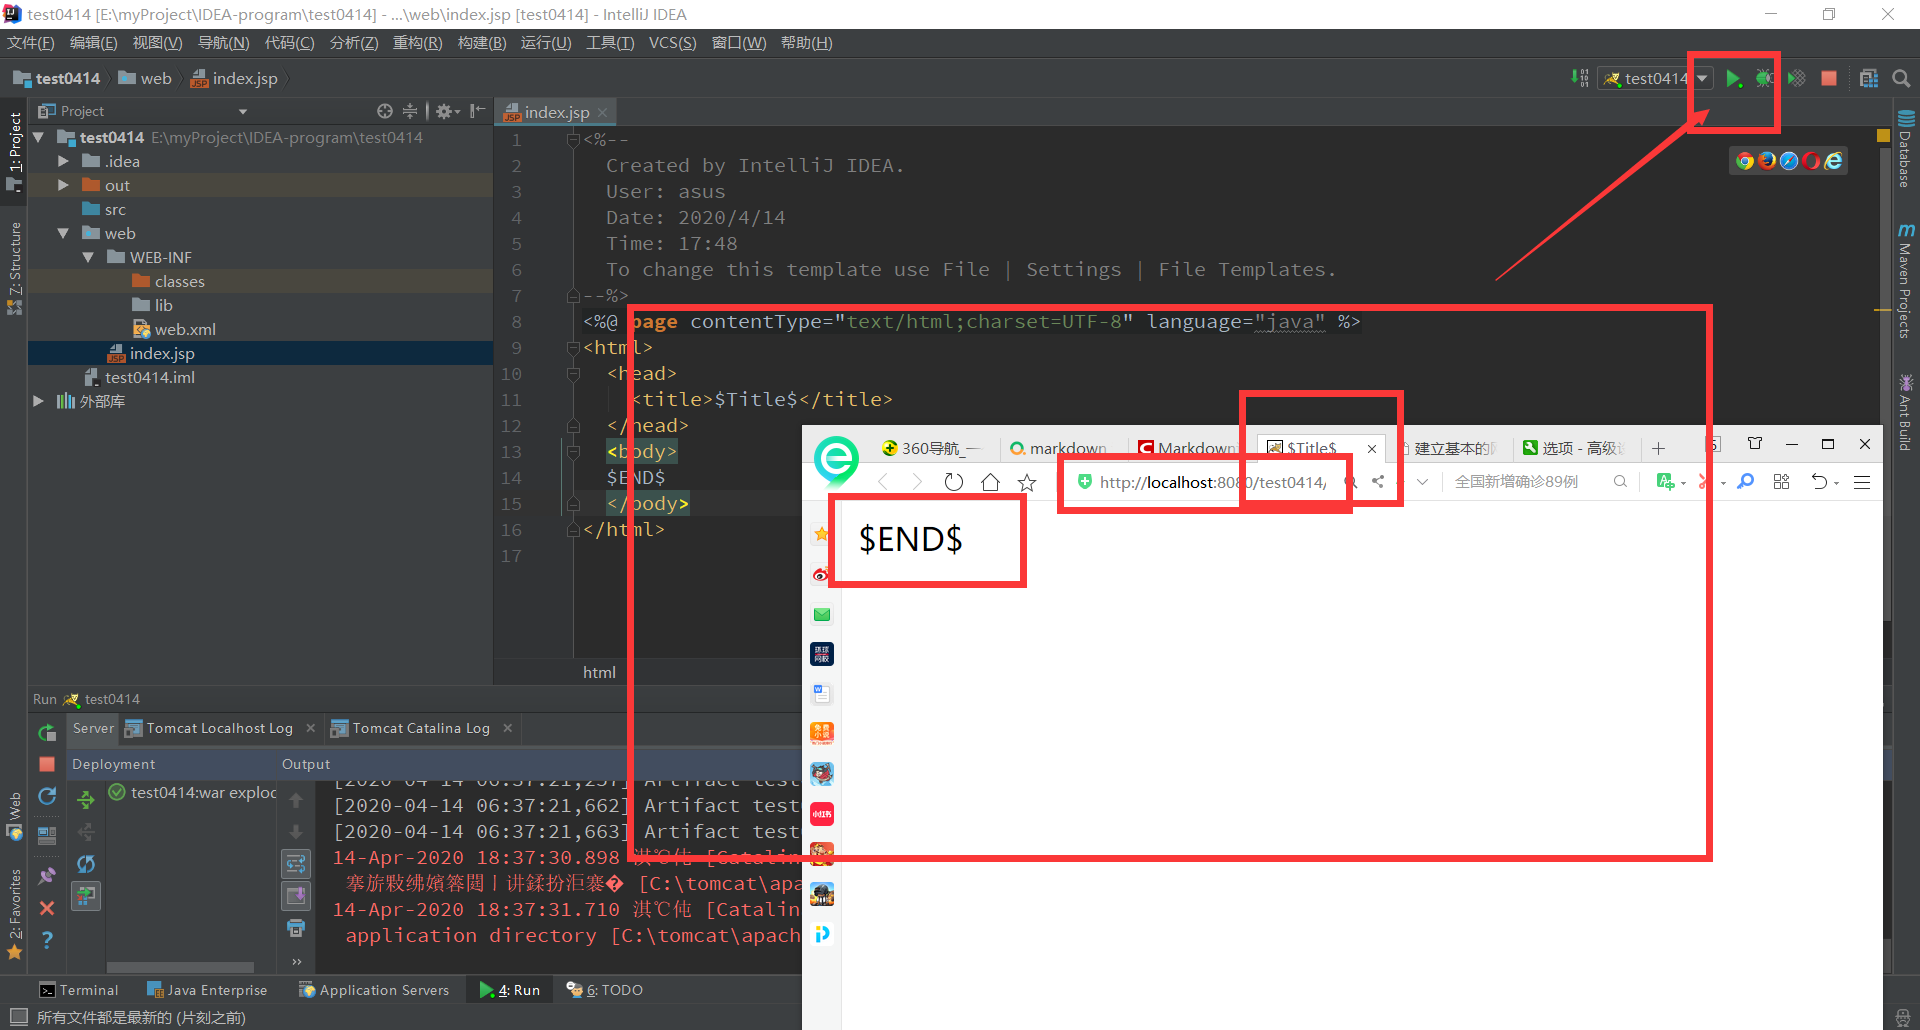 test0414 [E:\myProject\IDEA-program\test0414] - ...\web\index.jsp [test0414] - IntelliJ IDEA
文件(F) 编辑(E) 视图(V) 导航(N) 代码(C) 分析(Z) 重构(R) 构建(B) 运行(U) 工具(T) VCS(S) 窗口(W) 帮助(H)
test0414 web index.jsp
test0414
Project
index.jsp
1: Project
Z: Structure
Web
2: Favorites
test0414 E:\myProject\IDEA-program\test0414
.idea
out
src
web
WEB-INF
classes
lib
web.xml
index.jsp
test0414.iml
外部库
1 <%--
2 Created by IntelliJ IDEA.
3 User: asus
4 Date: 2020/4/14
5 Time: 17:48
6 To change this template use File | Settings | File Templates.
7 --%>
8 <%@ page contentType="text/html;charset=UTF-8" language="java" %>
9 <html>
10 <head>
11 <title>$Title$</title>
12 </head>
13 <body>
14 $END$
15 </body>
16 </html>
17
html
Database
Maven Projects
Ant Build
360导航_
markdown
Markdown
$Title$
建立基本的
选项 - 高级
http://localhost:8080/test0414/
全国新增确诊89例
$END$
Run test0414
Server Tomcat Localhost Log Tomcat Catalina Log
Deployment Output
test0414:war explod
[2020-04-14 06:37:21,237] Artifact test
[2020-04-14 06:37:21,662] Artifact test
[2020-04-14 06:37:21,663] Artifact test
14-Apr-2020 18:37:30.898 淇℃伅 [Catalin
[C:\tomcat\apa
14-Apr-2020 18:37:31.710 淇℃伅 [Catalin
application directory [C:\tomcat\apach
Terminal Java Enterprise Application Servers 4: Run 6: TODO
所有文件都是最新的 (片刻之前)